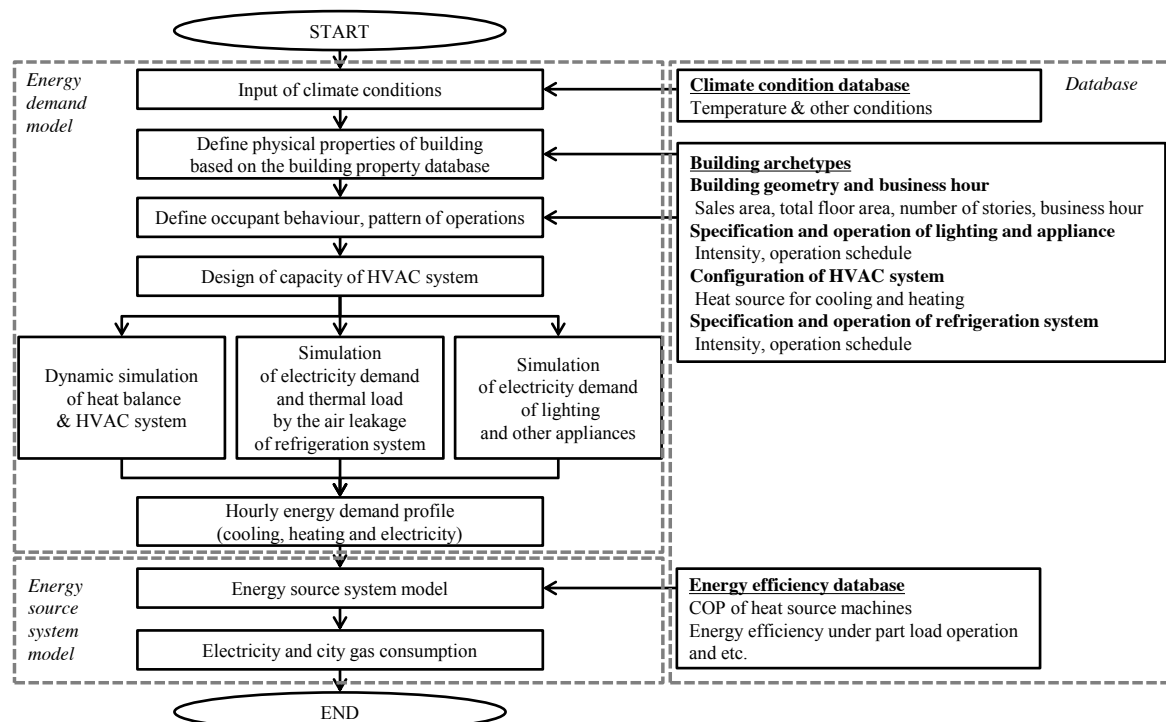 START
Energy
demand
model
Input of climate conditions
Define physical properties of building
based on the building property database
Define occupant behaviour, pattern of operations
Design of capacity of HVAC system
Dynamic simulation
of heat balance
& HVAC system
Simulation
of electricity demand
and thermal load
by the air leakage
of refrigeration system
Simulation
of electricity demand
of lighting
and other appliances
Hourly energy demand profile
(cooling, heating and electricity)
Energy
source
system
model
Energy source system model
Electricity and city gas consumption
END
Database
Climate condition database
Temperature & other conditions
Building archetypes
Building geometry and business hour
Sales area, total floor area, number of stories, business hour
Specification and operation of lighting and appliance
Intensity, operation schedule
Configuration of HVAC system
Heat source for cooling and heating
Specification and operation of refrigeration system
Intensity, operation schedule
Energy efficiency database
COP of heat source machines
Energy efficiency under part load operation
and etc.